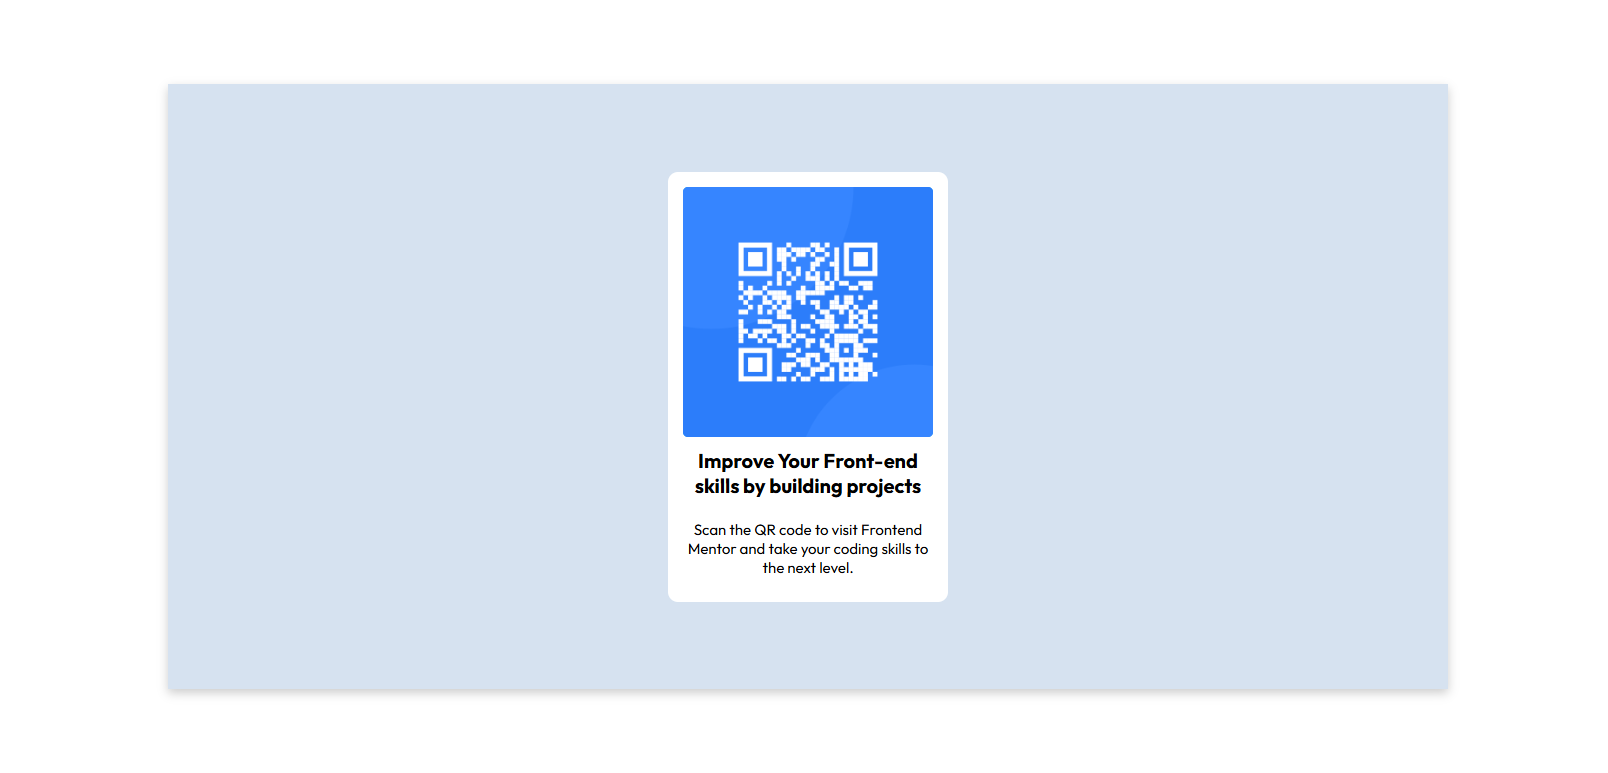 Improve Your Front-end
skills by building projects
Scan the QR code to visit Frontend
Mentor and take your coding skills to
the next level.